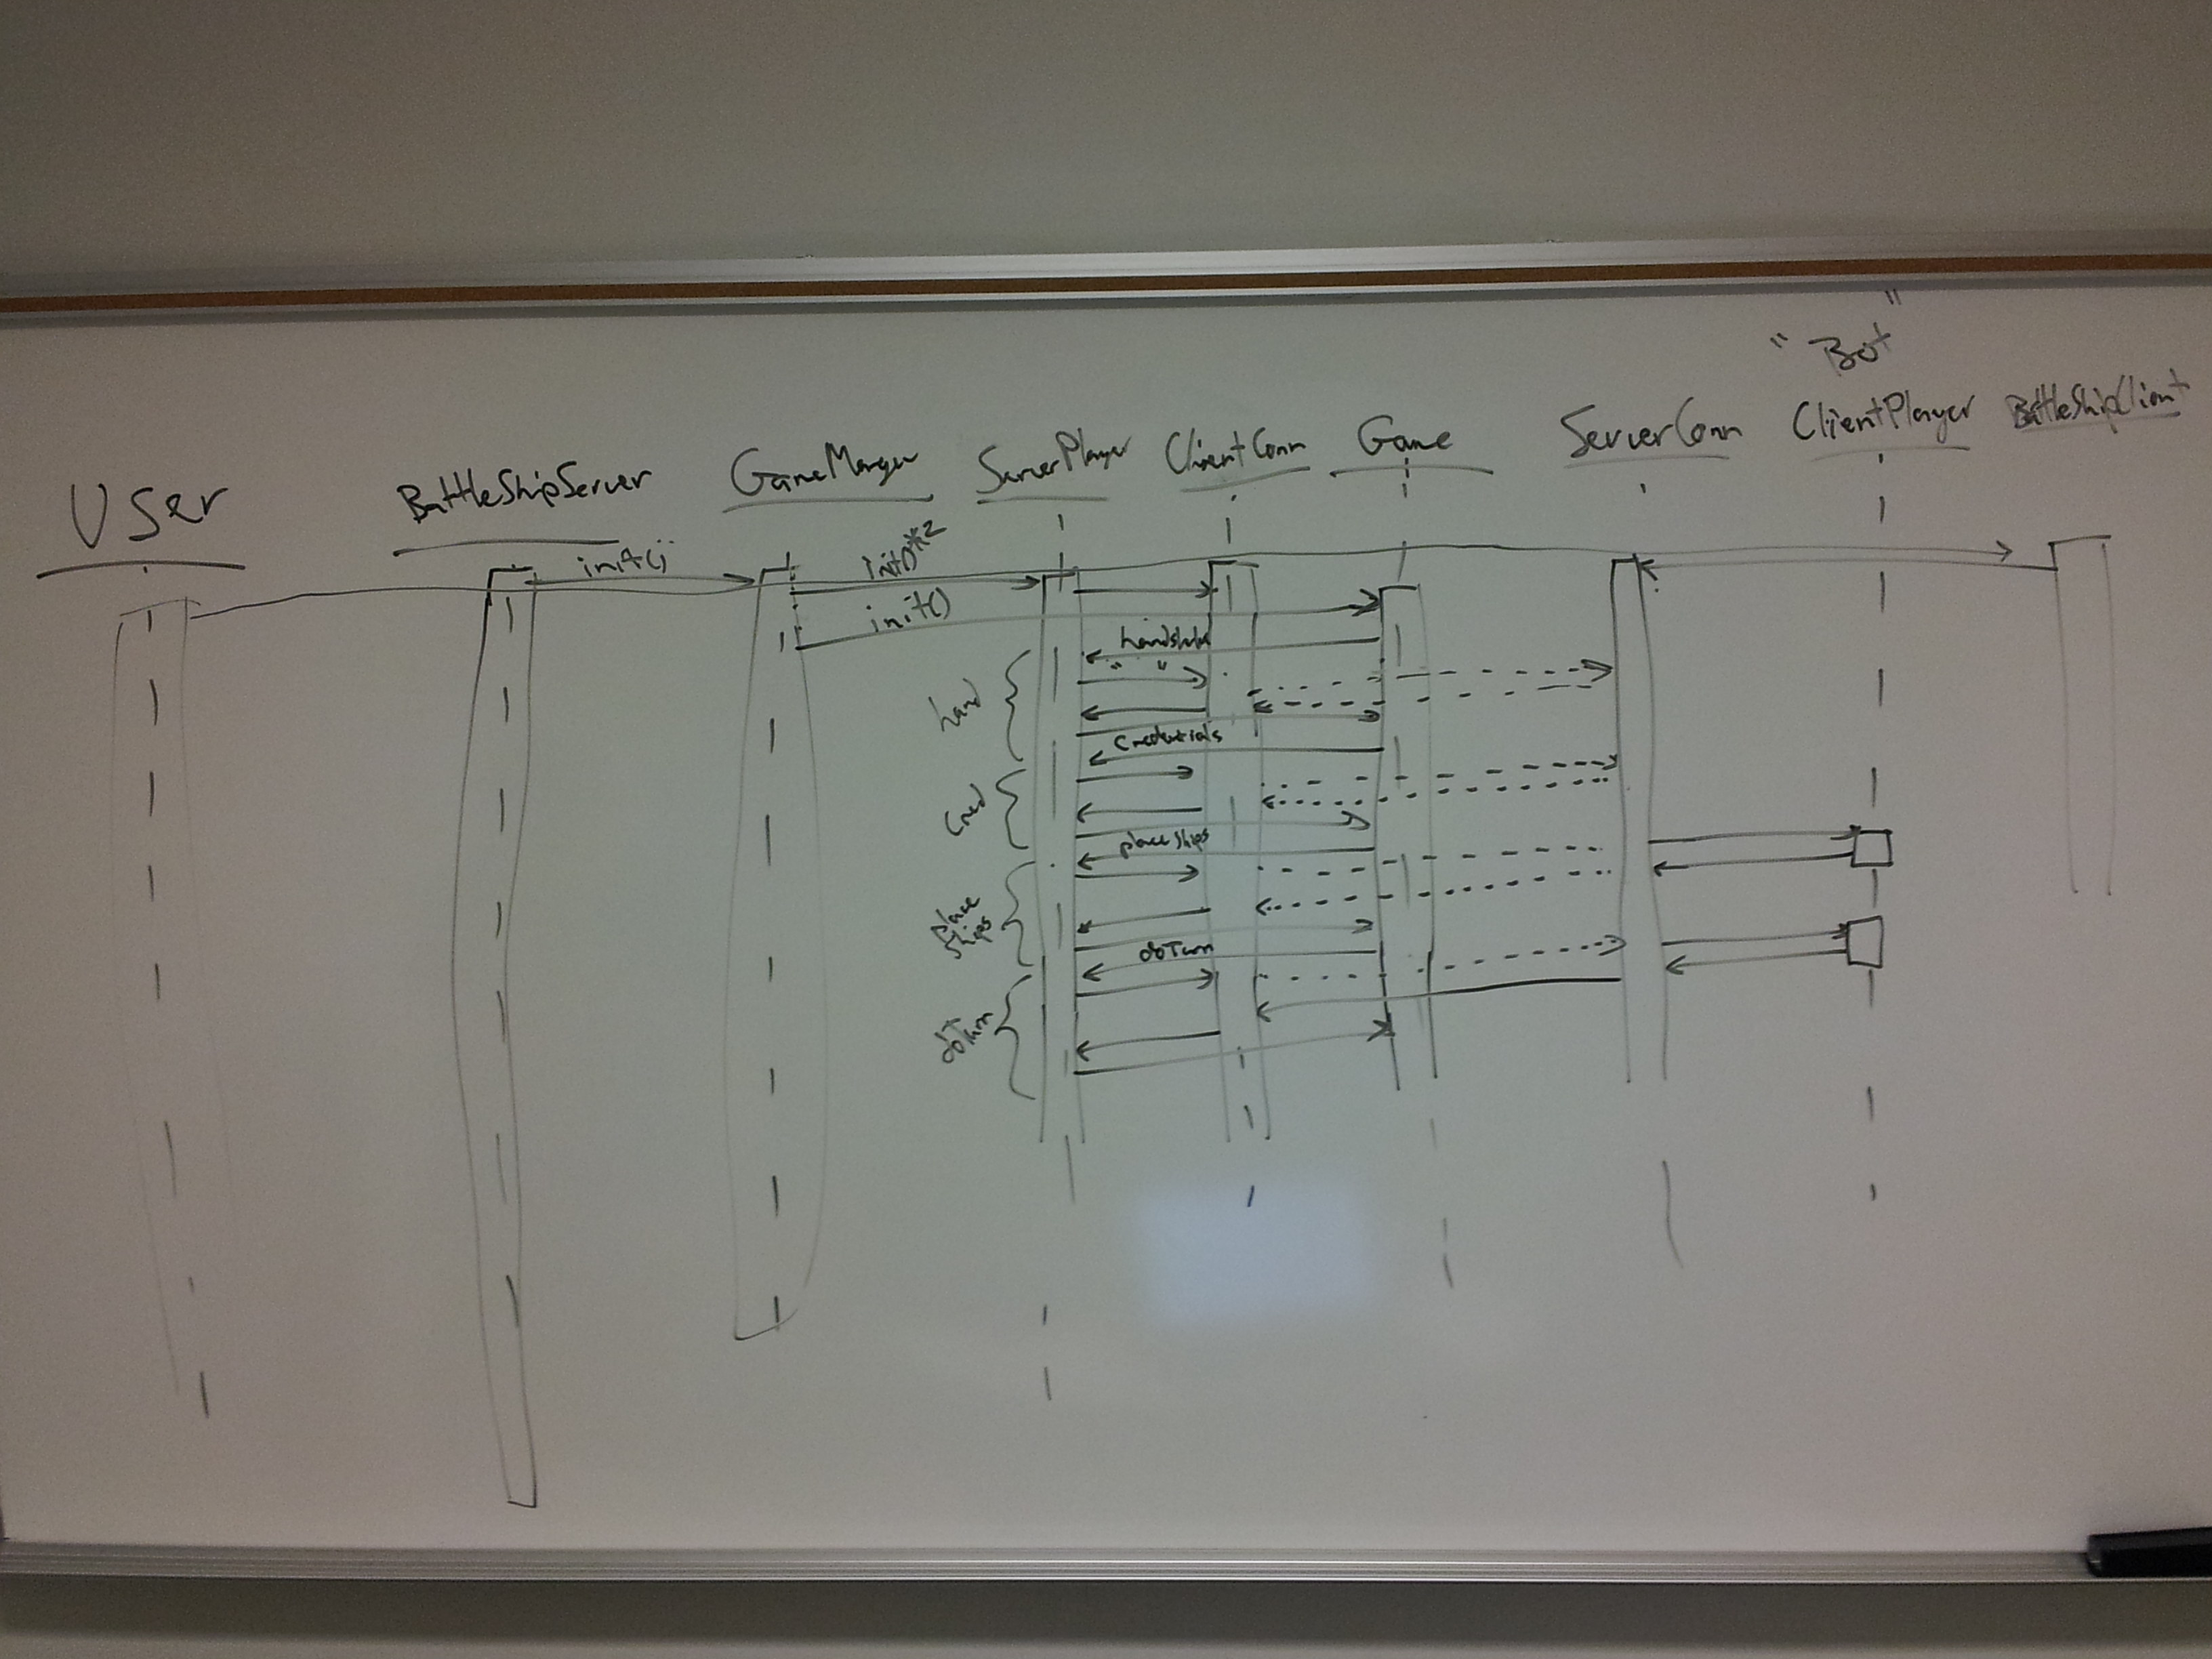 "Bot"
User
BattleShipServer
GameManger
ServerPlayer
ClientConn
Game
ServerConn
ClientPlayer
BattleShipClient
init()
init()*2
init()
handshake
" "
hand
Credentials
Cred
place ships
place
ships
doTurn
doTurn